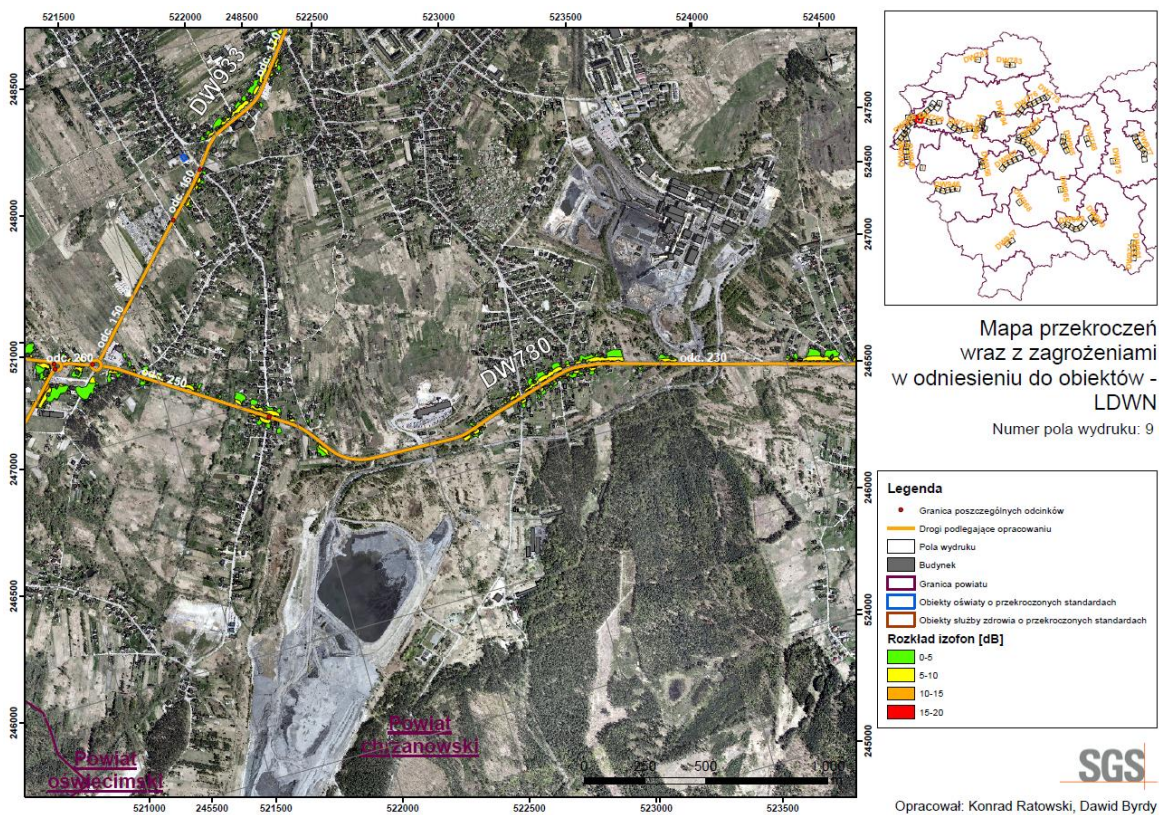 521500
522000
248500
522500
523000
523500
524000
524500
248500
248000
521000
247000
246500
246000
247500
524500
247000
246500
246000
524000
245000
DW933
odc. 170
odc. 160
odc. 150
odc. 260
odc. 250
DW780
odc. 230
Powiat
oświęcimski
Powiat
chrzanowski
0 250 500 1 000
m
521000
245500
521500
522000
522500
523000
523500
Mapa przekroczeń
wraz z zagrożeniami
w odniesieniu do obiektów -
LDWN
Numer pola wydruku: 9
Legenda
Granica poszczególnych odcinków
Drogi podlegające opracowaniu
Pola wydruku
Budynek
Granica powiatu
Obiekty oświaty o przekroczonych standardach
Obiekty służby zdrowia o przekroczonych standardach
Rozkład izofon [dB]
0-5
5-10
10-15
15-20
SGS
Opracował: Konrad Ratowski, Dawid Byrdy